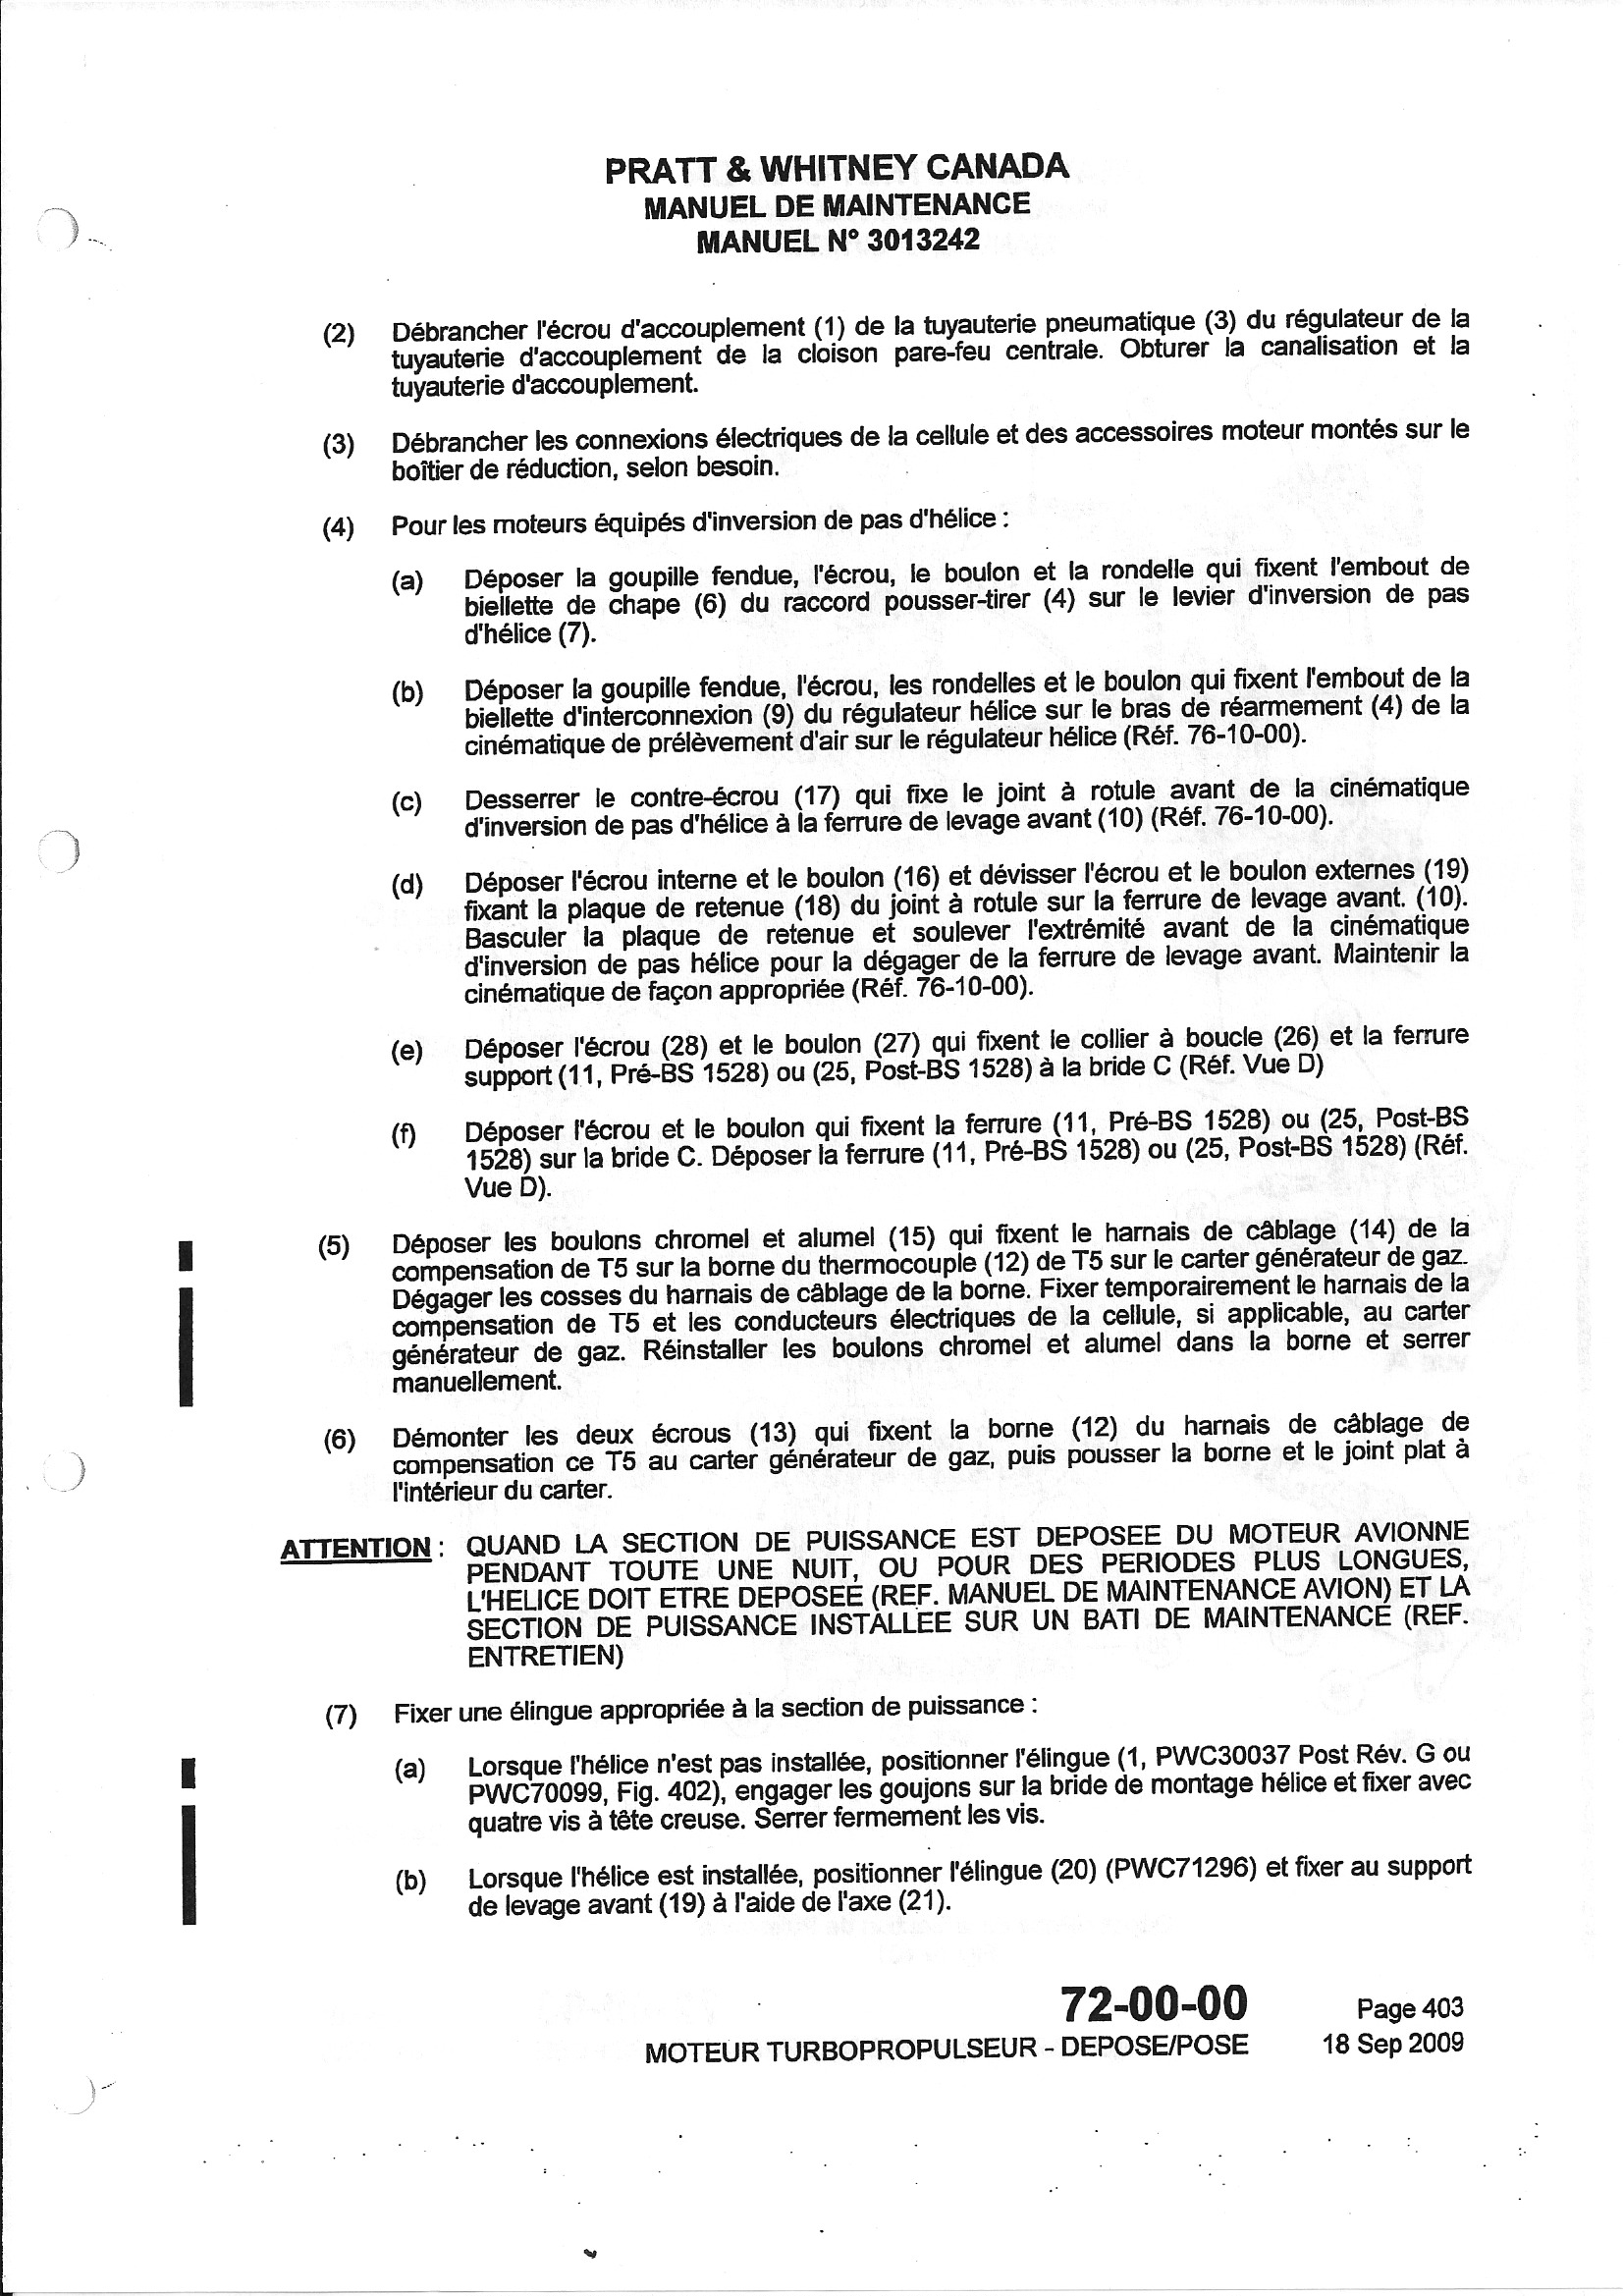 PRATT & WHITNEY CANADA
MANUEL DE MAINTENANCE
MANUEL N° 3013242
(2) Débrancher l'écrou d'accouplement (1) de la tuyauterie pneumatique (3) du régulateur de la
tuyauterie d'accouplement de la cloison pare-feu centrale. Obturer la canalisation et la
tuyauterie d'accouplement.
(3) Débrancher les connexions électriques de la cellule et des accessoires moteur montés sur le
boîtier de réduction, selon besoin.
(4) Pour les moteurs équipés d'inversion de pas d'hélice :
(a) Déposer la goupille fendue, l'écrou, le boulon et la rondelle qui fixent l'embout de
biellette de chape (6) du raccord pousser-tirer (4) sur le levier d'inversion de pas
d'hélice (7).
(b) Déposer la goupille fendue, l'écrou, les rondelles et le boulon qui fixent l'embout de la
biellette d'interconnexion (9) du régulateur hélice sur le bras de réarmement (4) de la
cinématique de prélèvement d'air sur le régulateur hélice (Réf. 76-10-00).
(c) Desserrer le contre-écrou (17) qui fixe le joint à rotule avant de la cinématique
d'inversion de pas d'hélice à la ferrure de levage avant (10) (Réf. 76-10-00).
(d) Déposer l'écrou interne et le boulon (16) et dévisser l'écrou et le boulon externes (19)
fixant la plaque de retenue (18) du joint à rotule sur la ferrure de levage avant. (10).
Basculer la plaque de retenue et soulever l'extrémité avant de la cinématique
d'inversion de pas hélice pour la dégager de la ferrure de levage avant. Maintenir la
cinématique de façon appropriée (Réf. 76-10-00).
(e) Déposer l'écrou (28) et le boulon (27) qui fixent le collier à boucle (26) et la ferrure
support (11, Pré-BS 1528) ou (25, Post-BS 1528) à la bride C (Réf. Vue D)
(f) Déposer l'écrou et le boulon qui fixent la ferrure (11, Pré-BS 1528) ou (25, Post-BS
1528) sur la bride C. Déposer la ferrure (11, Pré-BS 1528) ou (25, Post-BS 1528) (Réf.
Vue D).
(5) Déposer les boulons chromel et alumel (15) qui fixent le harnais de câblage (14) de la
compensation de T5 sur la borne du thermocouple (12) de T5 sur le carter générateur de gaz.
Dégager les cosses du harnais de câblage de la borne. Fixer temporairement le harnais de la
compensation de T5 et les conducteurs électriques de la cellule, si applicable, au carter
générateur de gaz. Réinstaller les boulons chromel et alumel dans la borne et serrer
manuellement.
(6) Démonter les deux écrous (13) qui fixent la borne (12) du harnais de câblage de
compensation ce T5 au carter générateur de gaz, puis pousser la borne et le joint plat à
l'intérieur du carter.
ATTENTION : QUAND LA SECTION DE PUISSANCE EST DEPOSEE DU MOTEUR AVIONNE
PENDANT TOUTE UNE NUIT, OU POUR DES PERIODES PLUS LONGUES,
L'HELICE DOIT ETRE DEPOSEE (REF. MANUEL DE MAINTENANCE AVION) ET LA
SECTION DE PUISSANCE INSTALLEE SUR UN BATI DE MAINTENANCE (REF.
ENTRETIEN)
(7) Fixer une élingue appropriée à la section de puissance :
(a) Lorsque l'hélice n'est pas installée, positionner l'élingue (1, PWC30037 Post Rév. G ou
PWC70099, Fig. 402), engager les goujons sur la bride de montage hélice et fixer avec
quatre vis à tête creuse. Serrer fermement les vis.
(b) Lorsque l'hélice est installée, positionner l'élingue (20) (PWC71296) et fixer au support
de levage avant (19) à l'aide de l'axe (21).
72-00-00 Page 403
MOTEUR TURBOPROPULSEUR - DEPOSE/POSE 18 Sep 2009